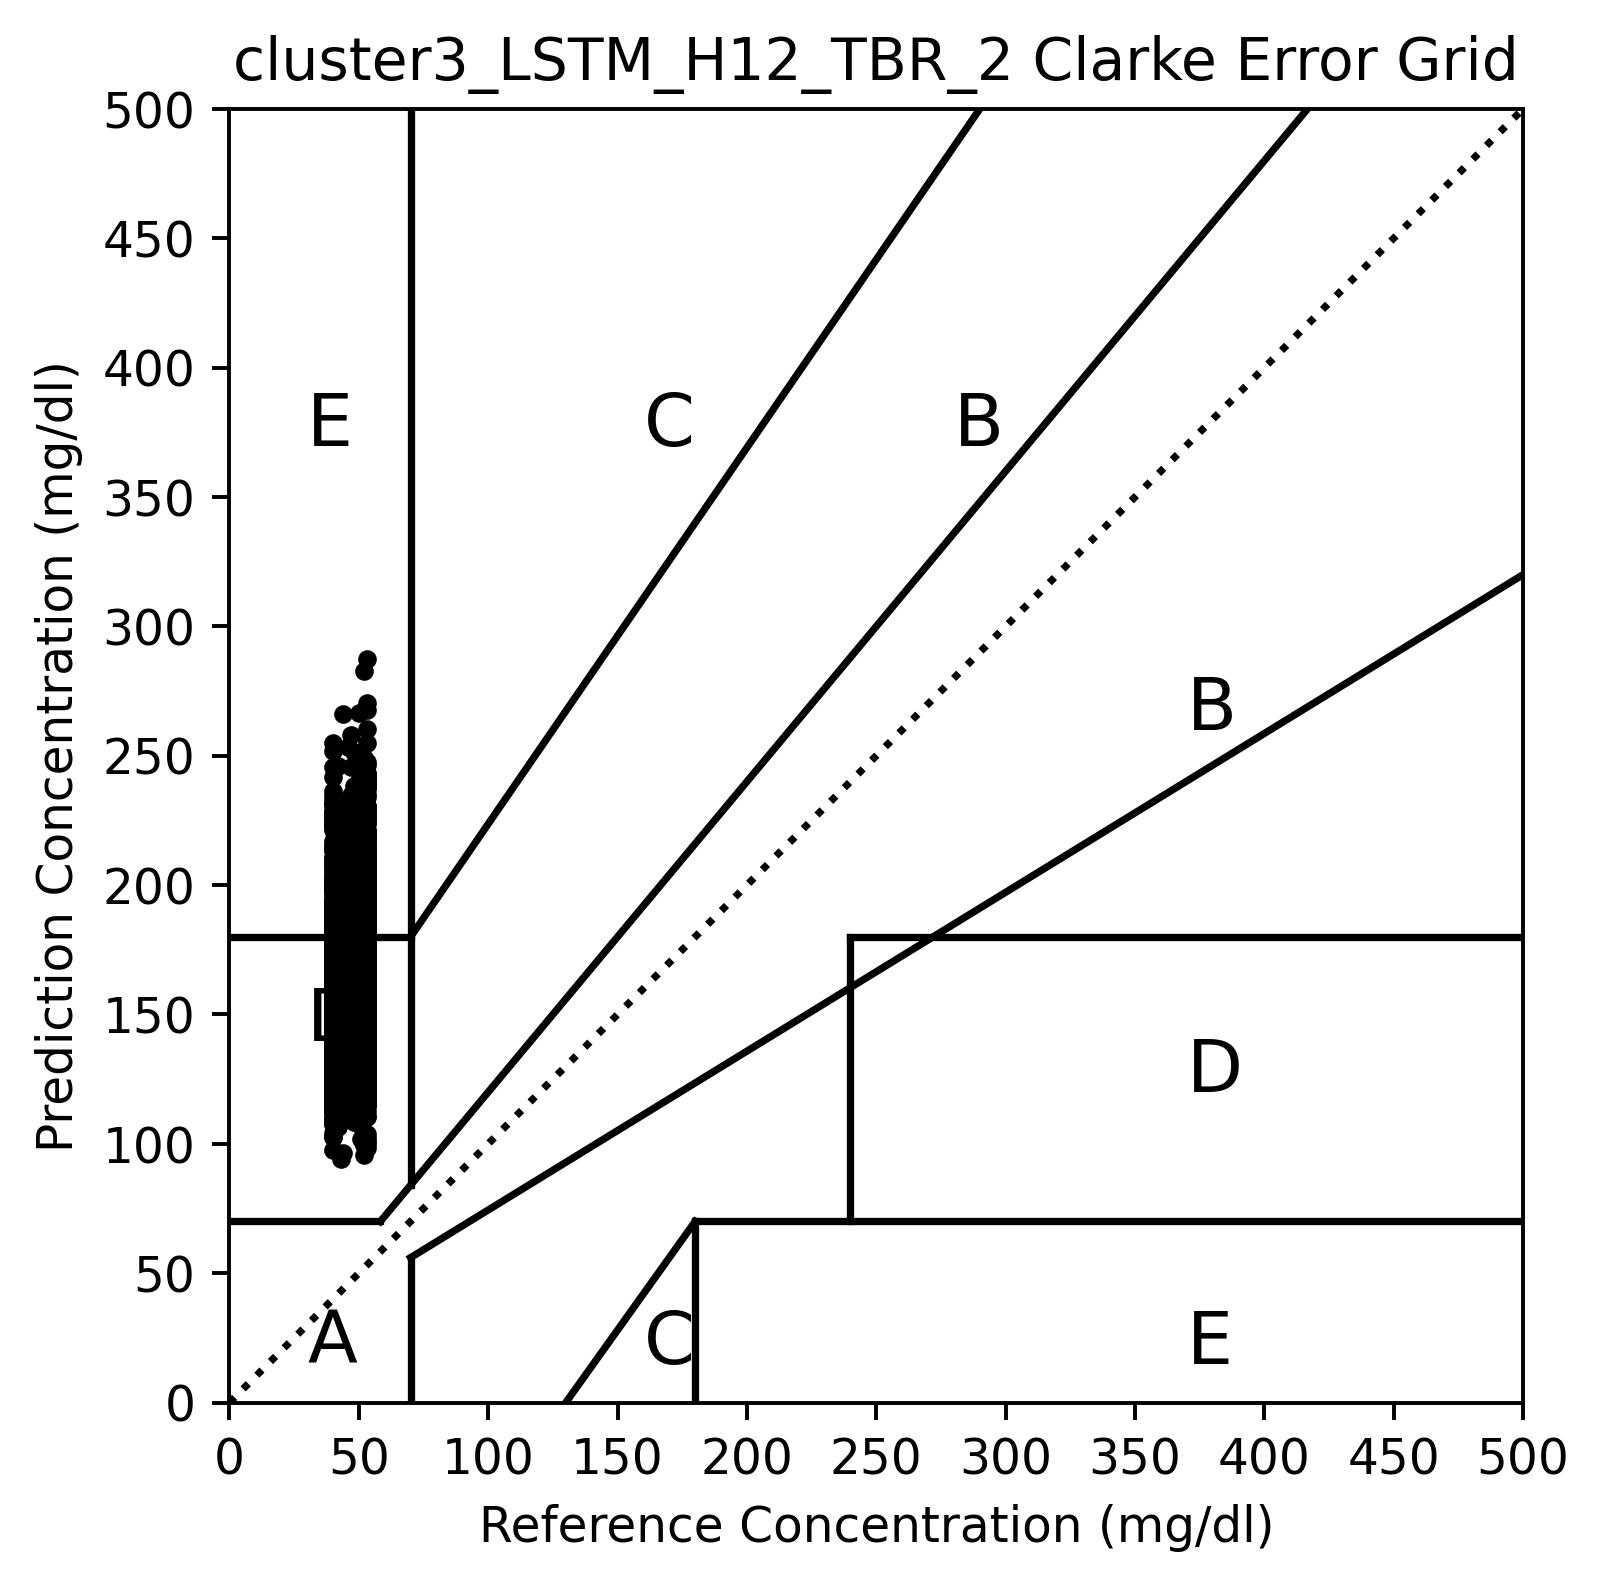 cluster3_LSTM_H12_TBR_2 Clarke Error Grid
Prediction Concentration (mg/dl)
500
450
400
350
300
250
200
150
100
50
0
E
C
B
B
D
A
C
E
0 50 100 150 200 250 300 350 400 450 500
Reference Concentration (mg/dl)